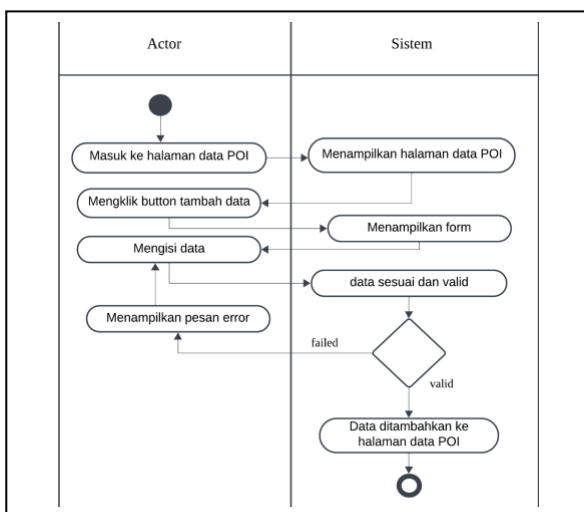 Actor
Sistem
Masuk ke halaman data POI
Menampilkan halaman data POI
Mengklik button tambah data
Menampilkan form
Mengisi data
data sesuai dan valid
Menampilkan pesan error
failed
valid
Data ditambahkan ke
halaman data POI